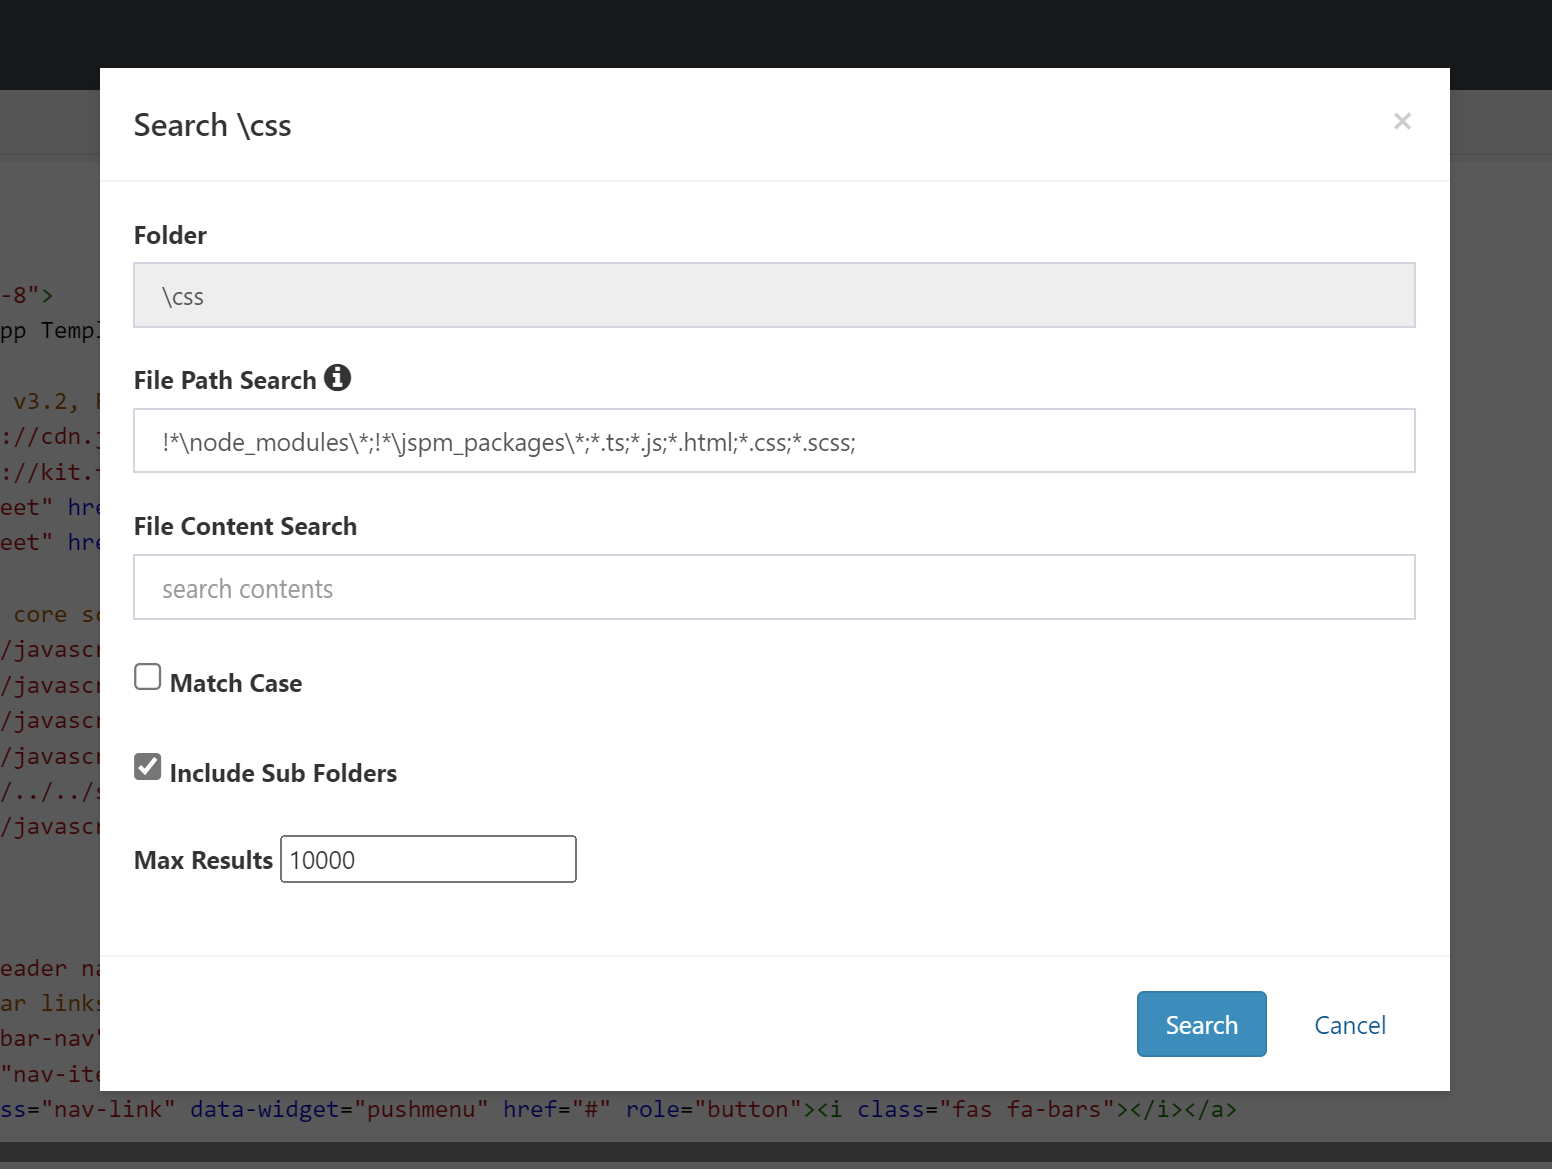 Search \css
×
Folder
\css
-8">
pp Templ
File Path Search
v3.2,
!*\node_modules\*;!*\jspm_packages\*;*.ts;*.js;*.html;*.css;*.scss;
://cdn.j
://kit.
eet" hre
File Content Search
eet" hre
search contents
core sc
/javascr
Match Case
/javascr
/javascr
/javascr
Include Sub Folders
/../../s
/javascr
Max Results 10000
eader na
ar links
Search Cancel
bar-nav"
"nav-ite
ss="nav-link" data-widget="pushmenu" href="#" role="button"><i class="fas fa-bars"></i></a>